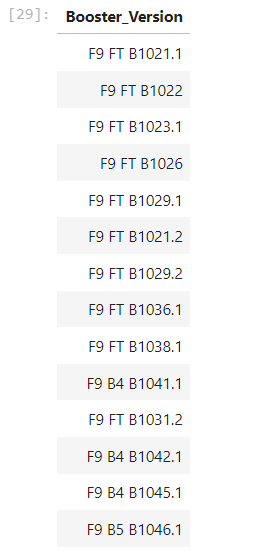 [29]:
Booster_Version
F9 FT B1021.1
F9 FT B1022
F9 FT B1023.1
F9 FT B1026
F9 FT B1029.1
F9 FT B1021.2
F9 FT B1029.2
F9 FT B1036.1
F9 FT B1038.1
F9 B4 B1041.1
F9 FT B1031.2
F9 B4 B1042.1
F9 B4 B1045.1
F9 B5 B1046.1